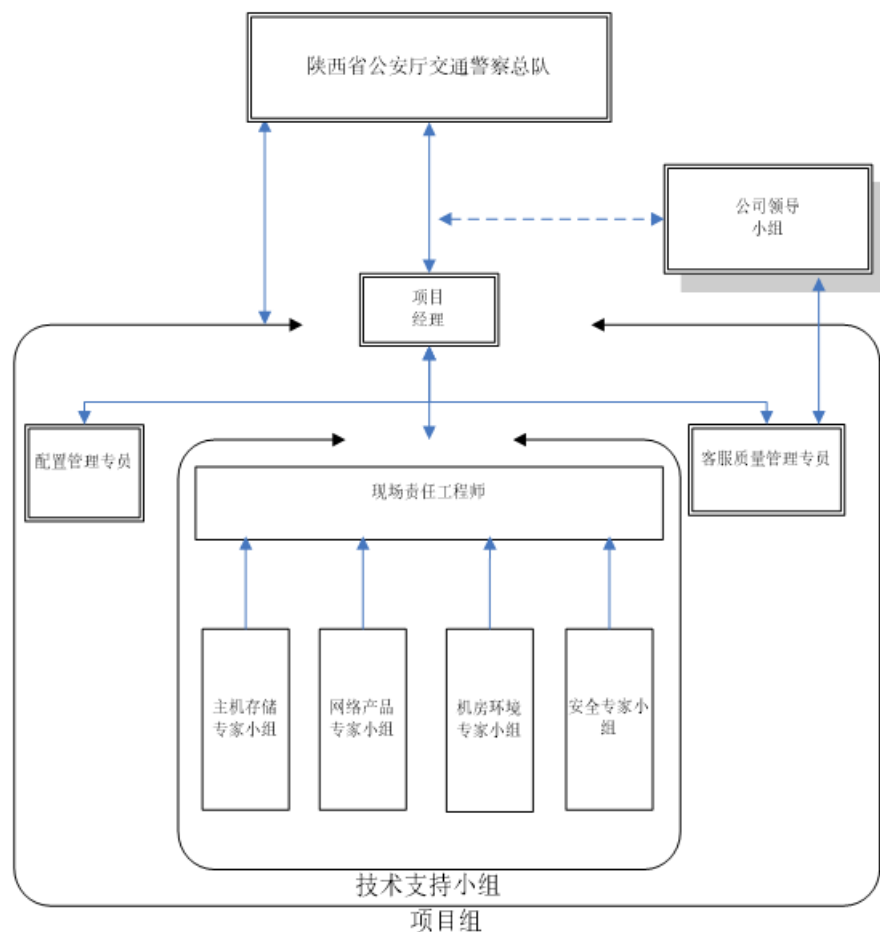 陕西省公安厅交通警察总队
公司领导
小组
项目
经理
配置管理专员
客服质量管理专员
现场责任工程师
主机存储
专家小组
网络产品
专家小组
机房环境
专家小组
安全专家小
组
技术支持小组
项目组